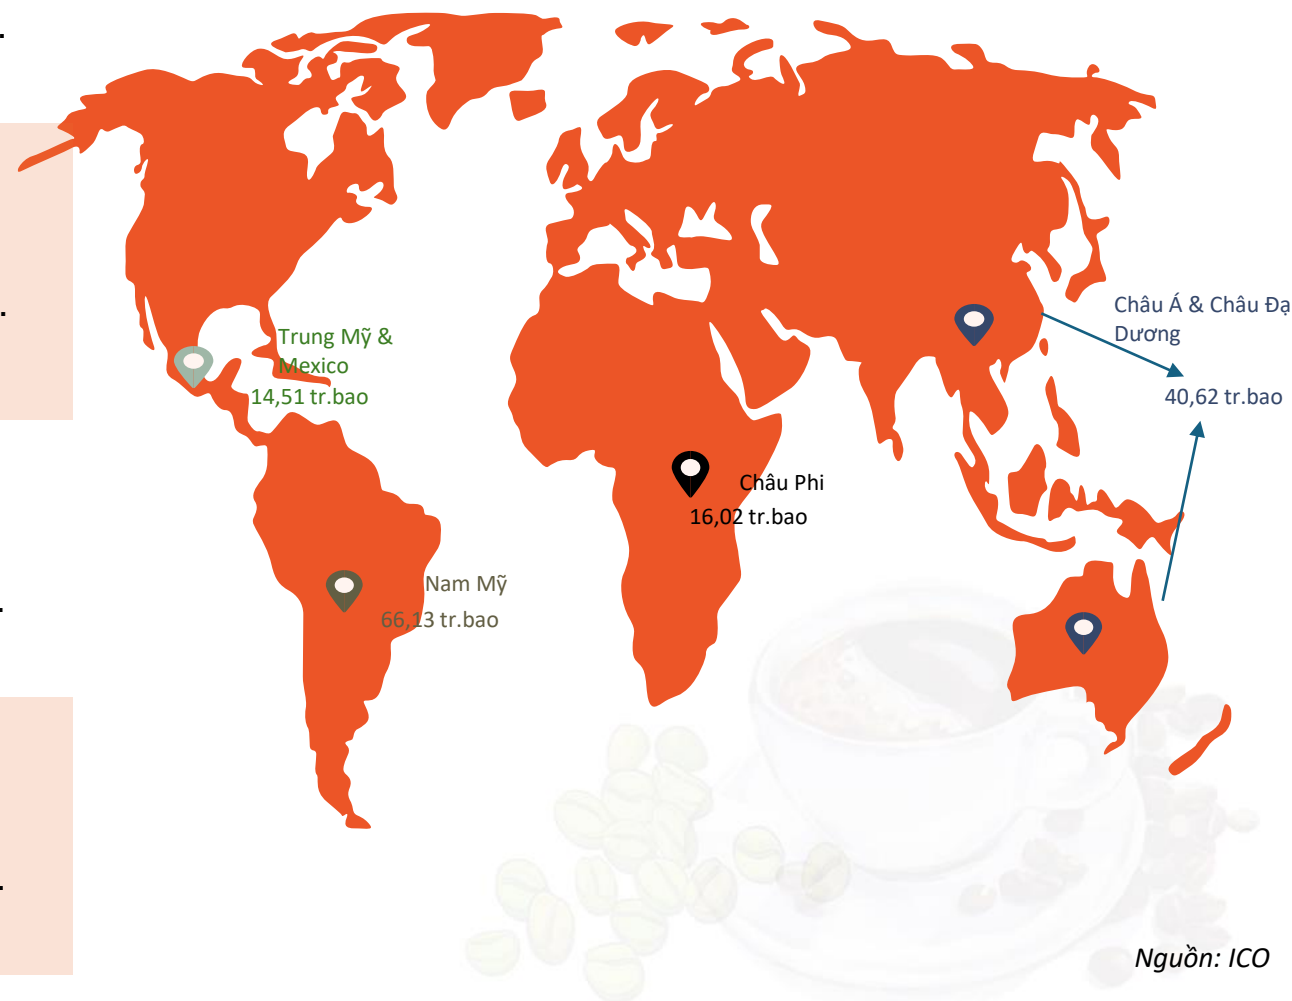 .
Trung Mỹ &
Mexico
14,51 tr.bao
Châu Á & Châu Đạ
Dương
40,62 tr.bao
.
Châu Phi
16,02 tr.bao
Nam Mỹ
66,13 tr.bao
.
.
Nguồn: ICO